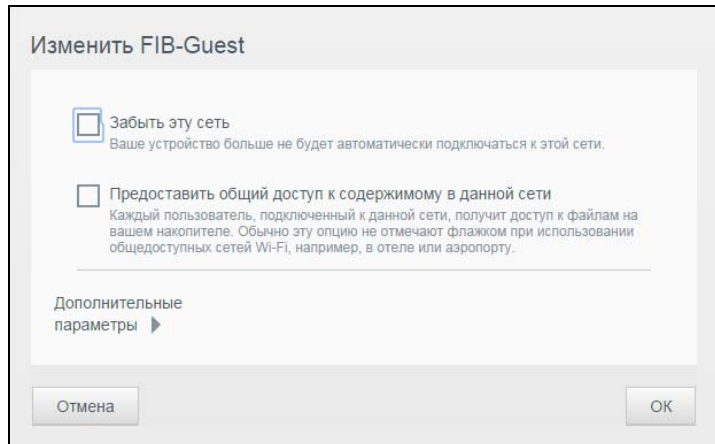 Изменить FIB-Guest
Забыть эту сеть
Ваше устройство больше не будет автоматически подключаться к этой сети.
Предоставить общий доступ к содержимому в данной сети
Каждый пользователь, подключенный к данной сети, получит доступ к файлам на
вашем накопителе. Обычно эту опцию не отмечают флажком при использовании
общедоступных сетей Wi-Fi, например, в отеле или аэропорту.
Дополнительные
параметры
Отмена
OK